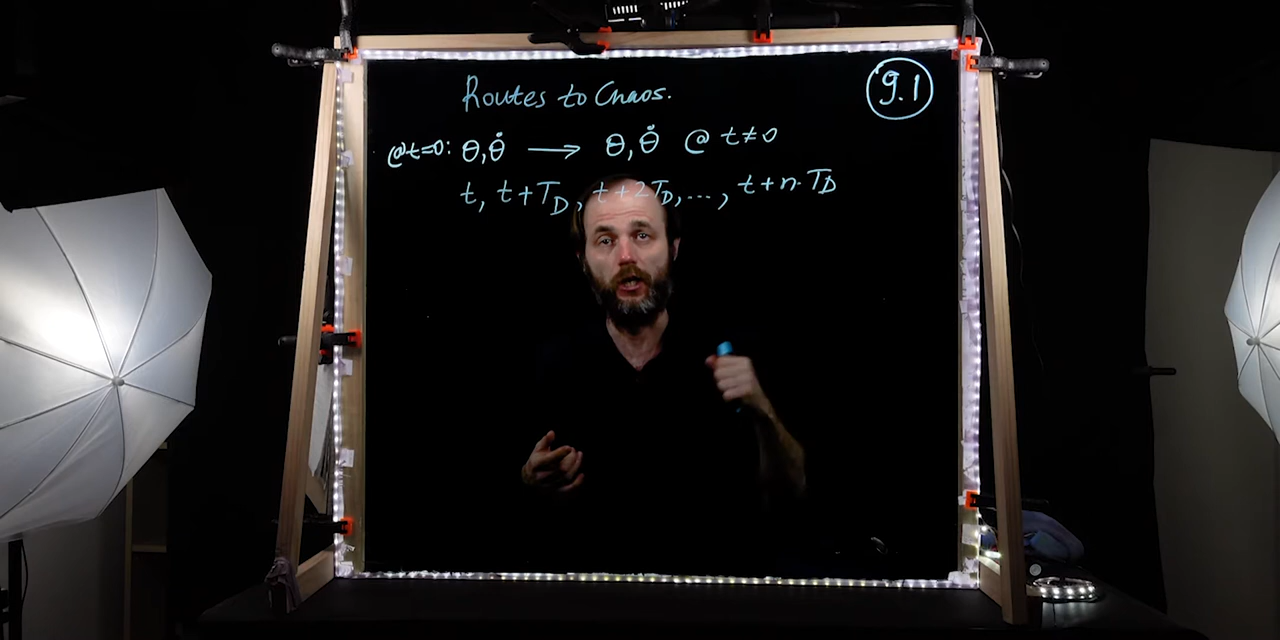 Routes to Chaos.
9.1
@t=0: θ, θ̇ → θ, θ̇ @ t≠0
t, t+T_D, t+2T_D, ..., t+n·T_D